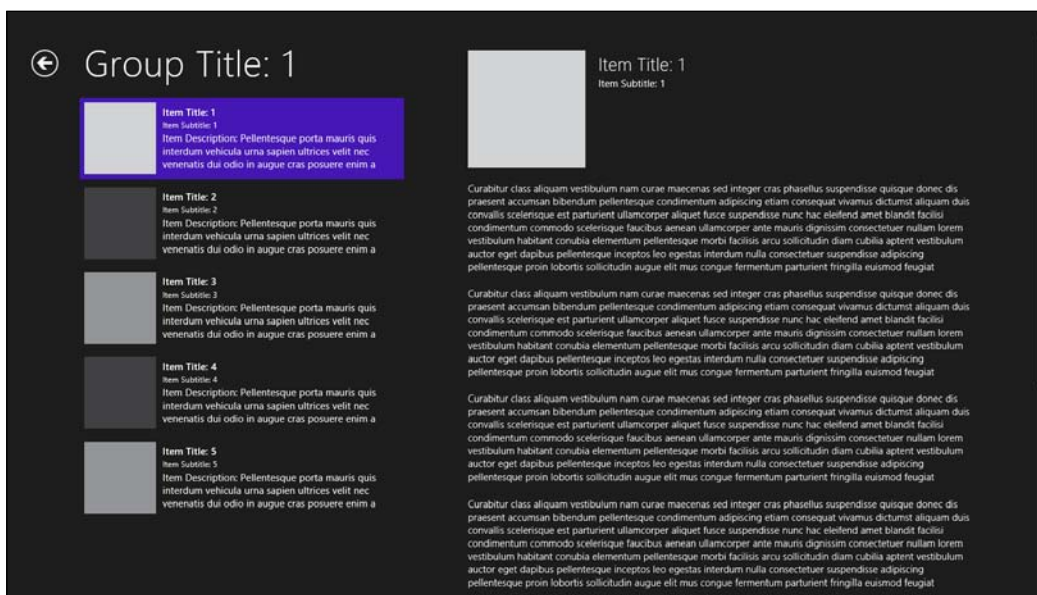 Group Title: 1
Item Title: 1
Item Subtitle: 1
Item Description: Pellentesque porta mauris quis
interdum vehicula urna sapien ultrices velit nec
venenatis dui odio in augue cras posuere enim a
Item Title: 2
Item Subtitle: 2
Item Description: Pellentesque porta mauris quis
interdum vehicula urna sapien ultrices velit nec
venenatis dui odio in augue cras posuere enim a
Item Title: 3
Item Subtitle: 3
Item Description: Pellentesque porta mauris quis
interdum vehicula urna sapien ultrices velit nec
venenatis dui odio in augue cras posuere enim a
Item Title: 4
Item Subtitle: 4
Item Description: Pellentesque porta mauris quis
interdum vehicula urna sapien ultrices velit nec
venenatis dui odio in augue cras posuere enim a
Item Title: 5
Item Subtitle: 5
Item Description: Pellentesque porta mauris quis
interdum vehicula urna sapien ultrices velit nec
venenatis dui odio in augue cras posuere enim a
Item Title: 1
Item Subtitle: 1
Curabitur class aliquam vestibulum nam curae maecenas sed integer cras phasellus suspendisse quisque donec dis
praesent accumsan bibendum pellentesque condimentum adipiscing etiam consequat vivamus dictumst aliquam duis
convallis scelerisque est parturient ullamcorper aliquet fusce suspendisse nunc hac eleifend amet blandit facilisi
condimentum commodo scelerisque faucibus aenean ullamcorper ante mauris dignissim consectetuer nullam lorem
vestibulum habitant conubia elementum pellentesque morbi facilisis arcu sollicitudin diam cubilia aptent vestibulum
auctor eget dapibus pellentesque inceptos leo egestas interdum nulla consectetuer suspendisse adipiscing
pellentesque proin lobortis sollicitudin augue elit mus congue fermentum parturient fringilla euismod feugiat
Curabitur class aliquam vestibulum nam curae maecenas sed integer cras phasellus suspendisse quisque donec dis
praesent accumsan bibendum pellentesque condimentum adipiscing etiam consequat vivamus dictumst aliquam duis
convallis scelerisque est parturient ullamcorper aliquet fusce suspendisse nunc hac eleifend amet blandit facilisi
condimentum commodo scelerisque faucibus aenean ullamcorper ante mauris dignissim consectetuer nullam lorem
vestibulum habitant conubia elementum pellentesque morbi facilisis arcu sollicitudin diam cubilia aptent vestibulum
auctor eget dapibus pellentesque inceptos leo egestas interdum nulla consectetuer suspendisse adipiscing
pellentesque proin lobortis sollicitudin augue elit mus congue fermentum parturient fringilla euismod feugiat
Curabitur class aliquam vestibulum nam curae maecenas sed integer cras phasellus suspendisse quisque donec dis
praesent accumsan bibendum pellentesque condimentum adipiscing etiam consequat vivamus dictumst aliquam duis
convallis scelerisque est parturient ullamcorper aliquet fusce suspendisse nunc hac eleifend amet blandit facilisi
condimentum commodo scelerisque faucibus aenean ullamcorper ante mauris dignissim consectetuer nullam lorem
vestibulum habitant conubia elementum pellentesque morbi facilisis arcu sollicitudin diam cubilia aptent vestibulum
auctor eget dapibus pellentesque inceptos leo egestas interdum nulla consectetuer suspendisse adipiscing
pellentesque proin lobortis sollicitudin augue elit mus congue fermentum parturient fringilla euismod feugiat
Curabitur class aliquam vestibulum nam curae maecenas sed integer cras phasellus suspendisse quisque donec dis
praesent accumsan bibendum pellentesque condimentum adipiscing etiam consequat vivamus dictumst aliquam duis
convallis scelerisque est parturient ullamcorper aliquet fusce suspendisse nunc hac eleifend amet blandit facilisi
condimentum commodo scelerisque faucibus aenean ullamcorper ante mauris dignissim consectetuer nullam lorem
vestibulum habitant conubia elementum pellentesque morbi facilisis arcu sollicitudin diam cubilia aptent vestibulum
auctor eget dapibus pellentesque inceptos leo egestas interdum nulla consectetuer suspendisse adipiscing
pellentesque proin lobortis sollicitudin augue elit mus congue fermentum parturient fringilla euismod feugiat